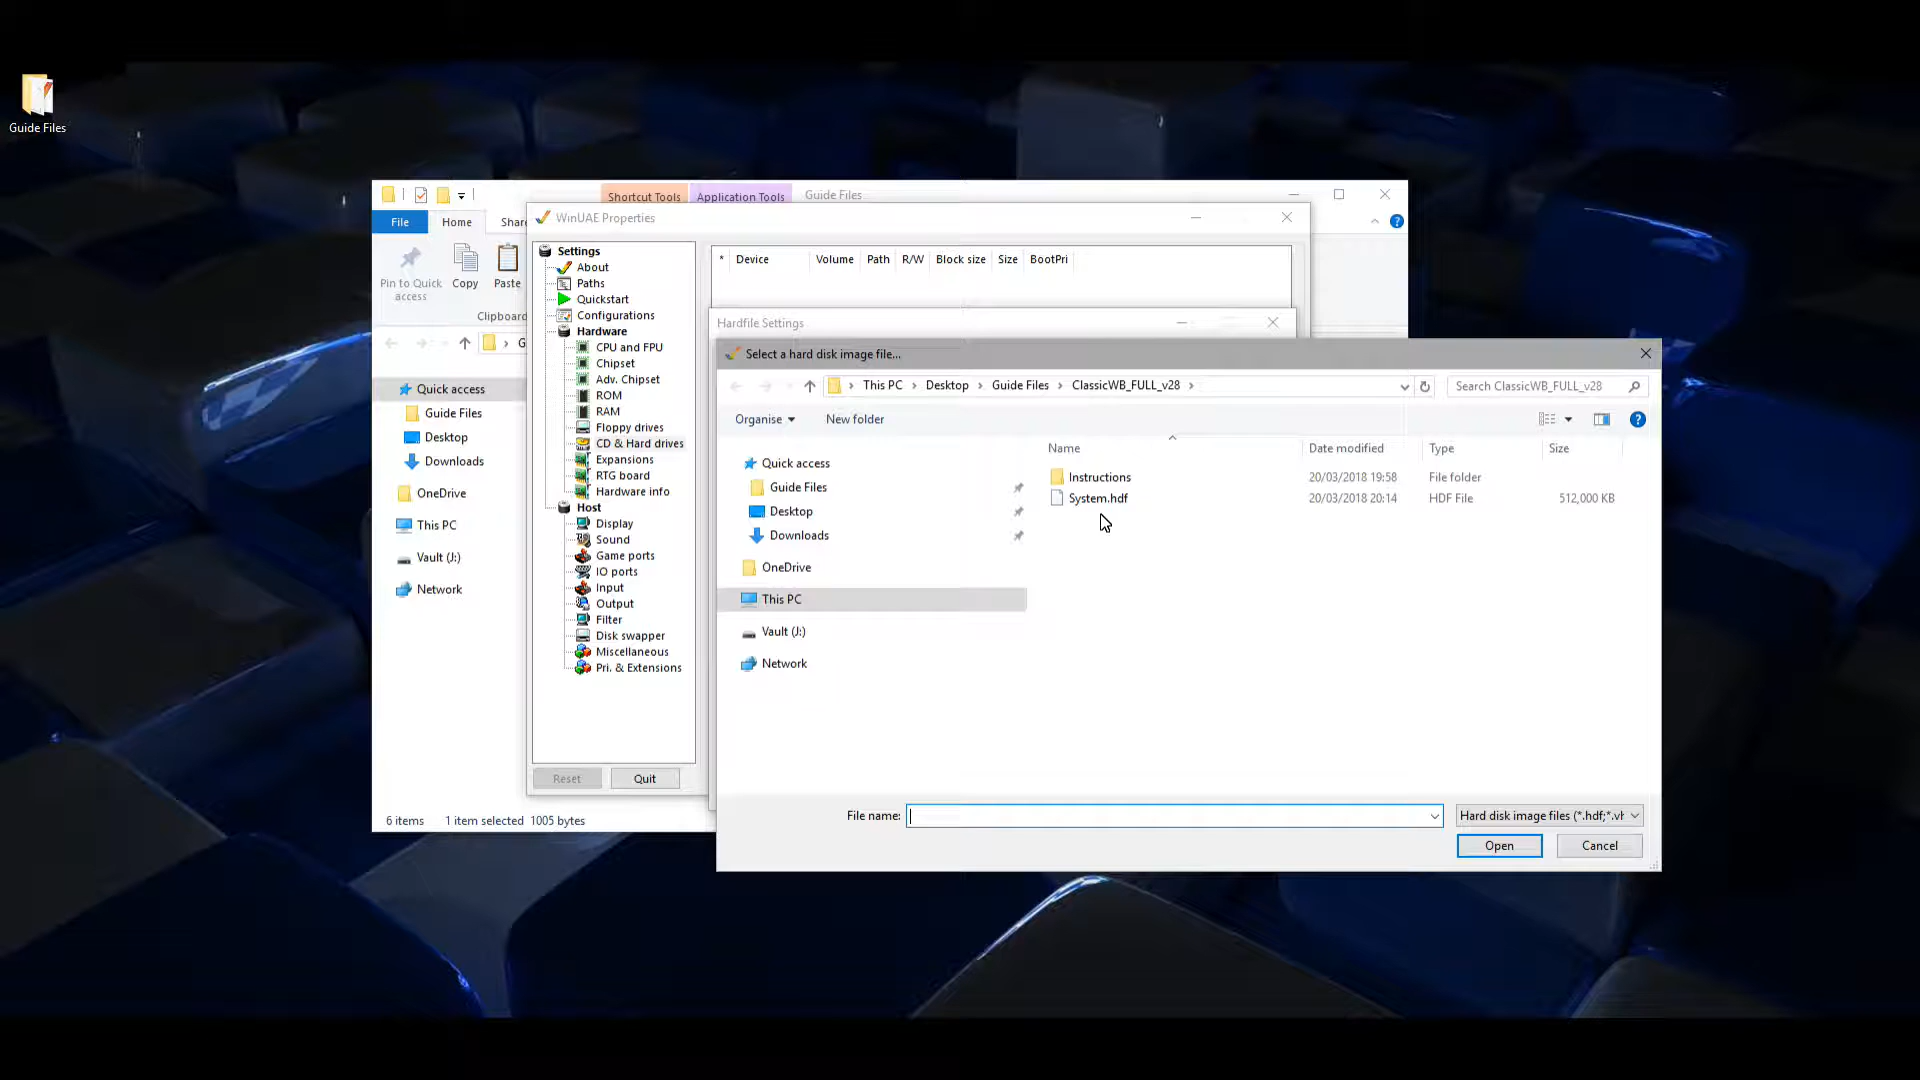 Guide Files
Shortcut Tools
Application Tools
Guide Files
File
Home
Share
Pin to Quick
access
Copy
Paste
Clipboard
G
Quick access
Guide Files
Desktop
Downloads
OneDrive
This PC
Vault (J:)
Network
6 items
1 item selected 1005 bytes
WinUAE Properties
Settings
About
Paths
Quickstart
Configurations
Hardware
CPU and FPU
Chipset
Adv. Chipset
ROM
RAM
Floppy drives
CD & Hard drives
Expansions
RTG board
Hardware info
Host
Display
Sound
Game ports
IO ports
Input
Output
Filter
Disk swapper
Miscellaneous
Pri. & Extensions
Reset
Quit
* Device Volume Path R/W Block size Size BootPri
Hardfile Settings
Select a hard disk image file...
This PC > Desktop > Guide Files > ClassicWB_FULL_v28 >
Search ClassicWB_FULL_v28
Organise
New folder
Quick access
Guide Files
Desktop
Downloads
OneDrive
This PC
Vault (J:)
Network
Name Date modified Type Size
Instructions 20/03/2018 19:58 File folder
System.hdf 20/03/2018 20:14 HDF File 512,000 KB
File name:
Hard disk image files (*.hdf;*.vh
Open
Cancel